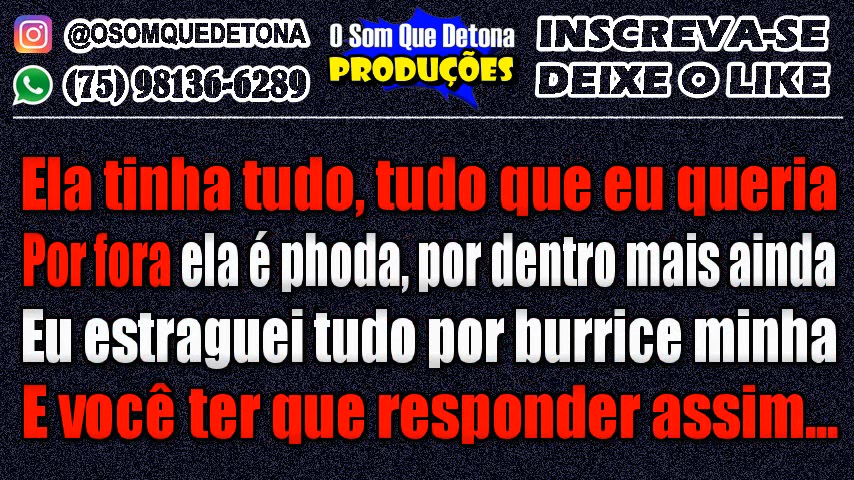 @OSOMQUEDETONA
(75) 98136-6289
O Som Que Detona
PRODUÇÕES
INSCREVA-SE
DEIXE O LIKE
Ela tinha tudo, tudo que eu queria
Por fora ela é phoda, por dentro mais ainda
Eu estraguei tudo por burrice minha
E você ter que responder assim...